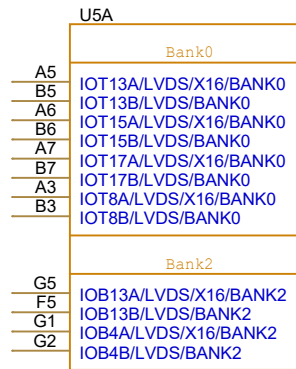 U5A
Bank0
A5 IOT13A/LVDS/X16/BANK0
B5 IOT13B/LVDS/BANK0
A6 IOT15A/LVDS/X16/BANK0
B6 IOT15B/LVDS/BANK0
A7 IOT17A/LVDS/X16/BANK0
B7 IOT17B/LVDS/BANK0
A3 IOT8A/LVDS/X16/BANK0
B3 IOT8B/LVDS/BANK0
Bank2
G5 IOB13A/LVDS/X16/BANK2
F5 IOB13B/LVDS/BANK2
G1 IOB4A/LVDS/X16/BANK2
G2 IOB4B/LVDS/BANK2